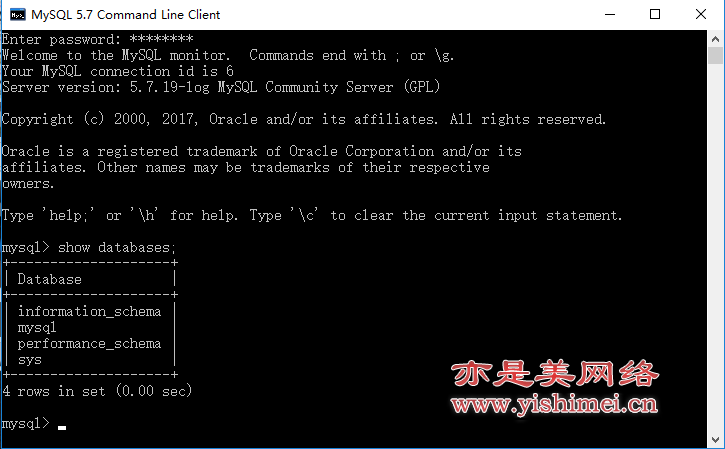 MySQL 5.7 Command Line Client
Enter password: ********
Welcome to the MySQL monitor.  Commands end with ; or \g.
Your MySQL connection id is 6
Server version: 5.7.19-log MySQL Community Server (GPL)
Copyright (c) 2000, 2017, Oracle and/or its affiliates. All rights reserved.
Oracle is a registered trademark of Oracle Corporation and/or its
affiliates. Other names may be trademarks of their respective
owners.
Type 'help;' or '\h' for help. Type '\c' to clear the current input statement.
mysql> show databases;
+--------------------+
| Database           |
+--------------------+
| information_schema |
| mysql              |
| performance_schema |
| sys                |
+--------------------+
4 rows in set (0.00 sec)
mysql>
亦是美网络
www.yishimei.cn